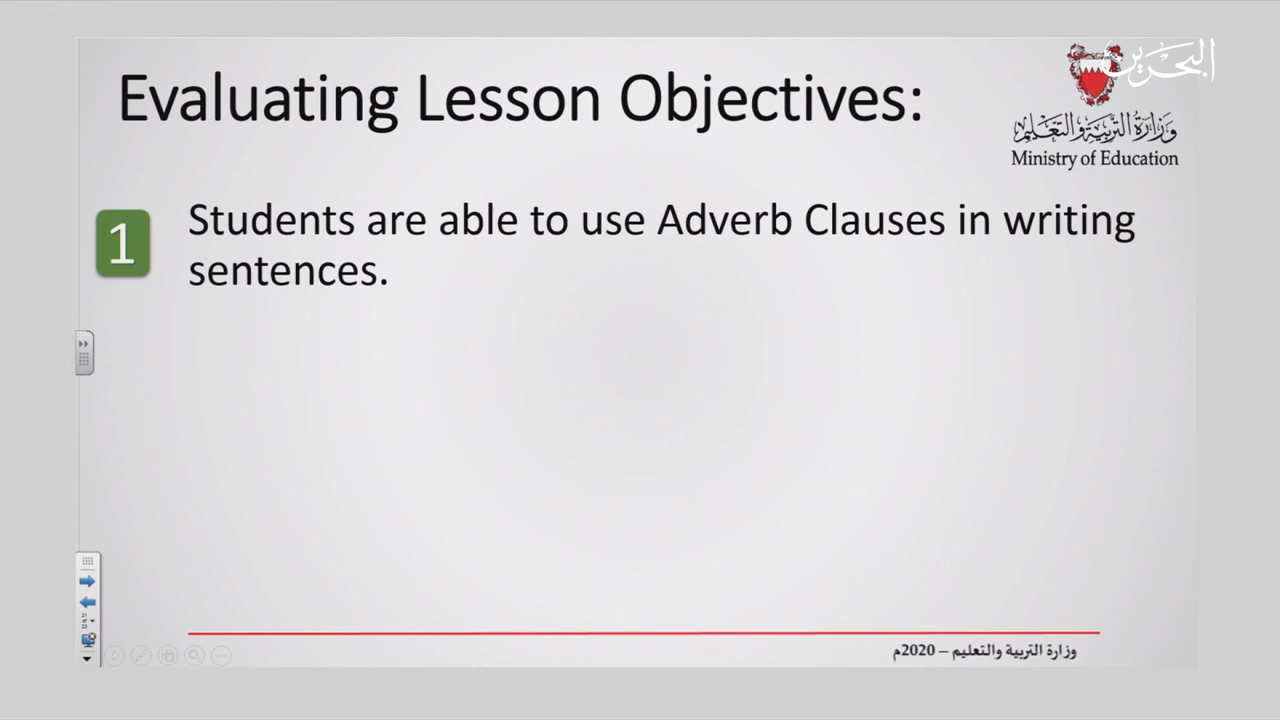 Evaluating Lesson Objectives:
البحرين
وزارة التربية والتعليم
Ministry of Education
1
Students are able to use Adverb Clauses in writing
sentences.
وزارة التربية والتعليم – 2020م